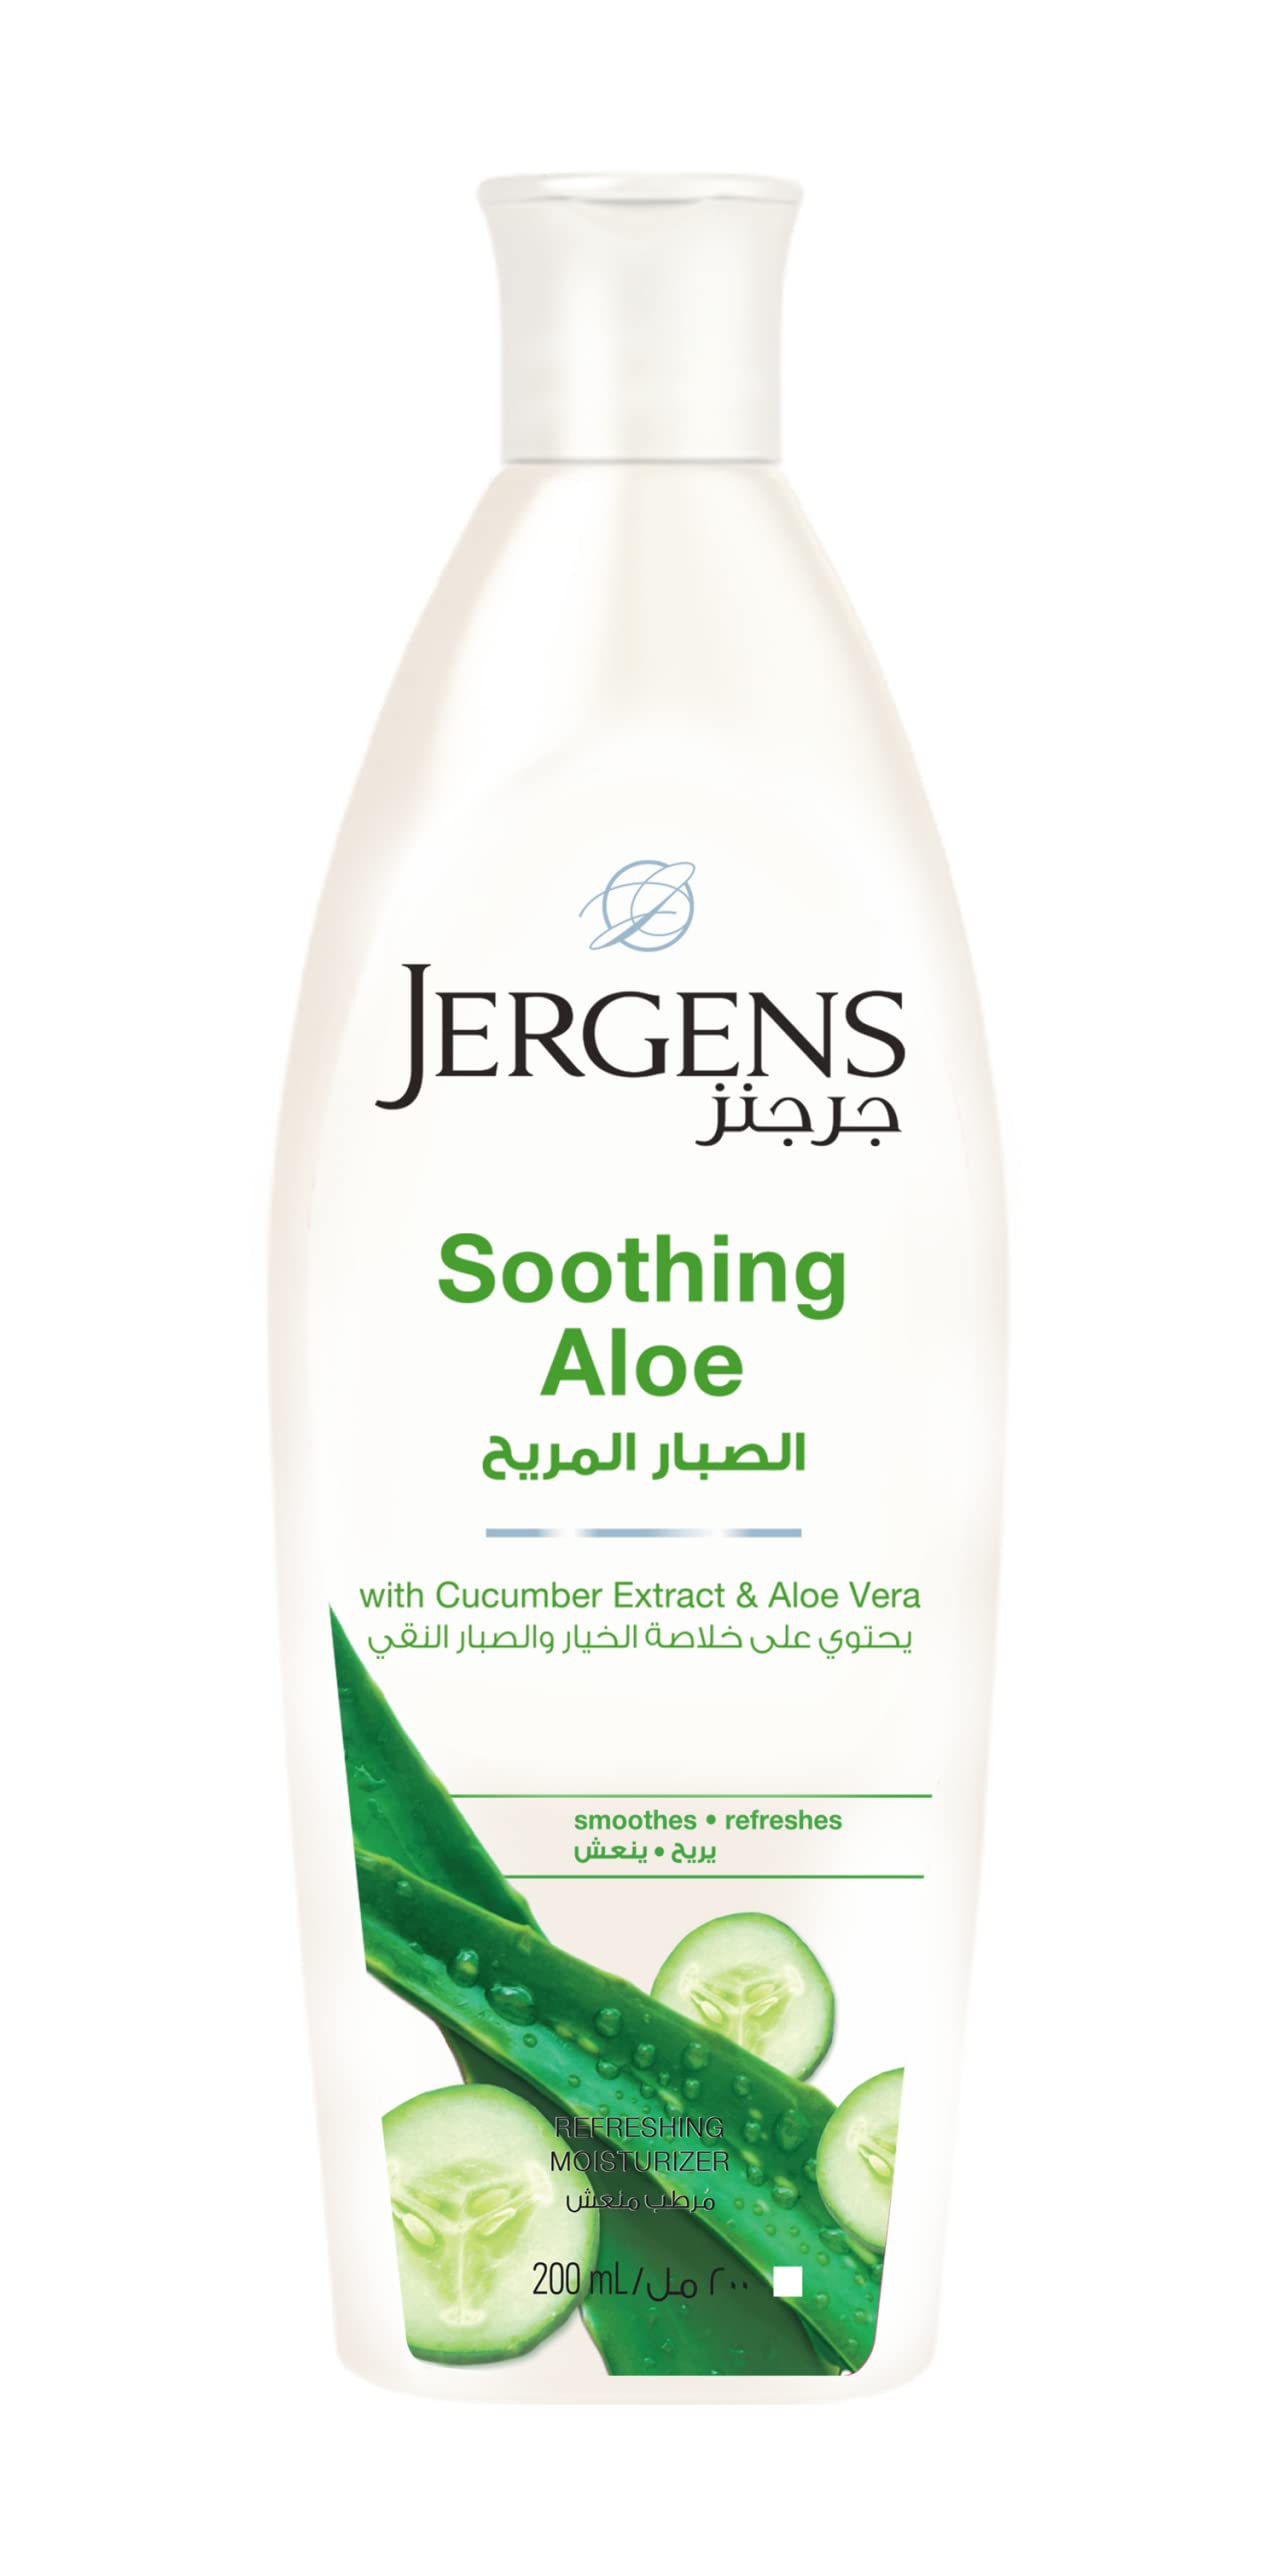 JERGENS
جرجنز
Soothing
Aloe
الصبار المريح
with Cucumber Extract & Aloe Vera
يحتوي على خلاصة الخيار والصبار النقي
smoothes • refreshes
يريح • ينعش
REFRESHING
MOISTURIZER
مُرطب منعش
200 mL/مل ٢٠٠